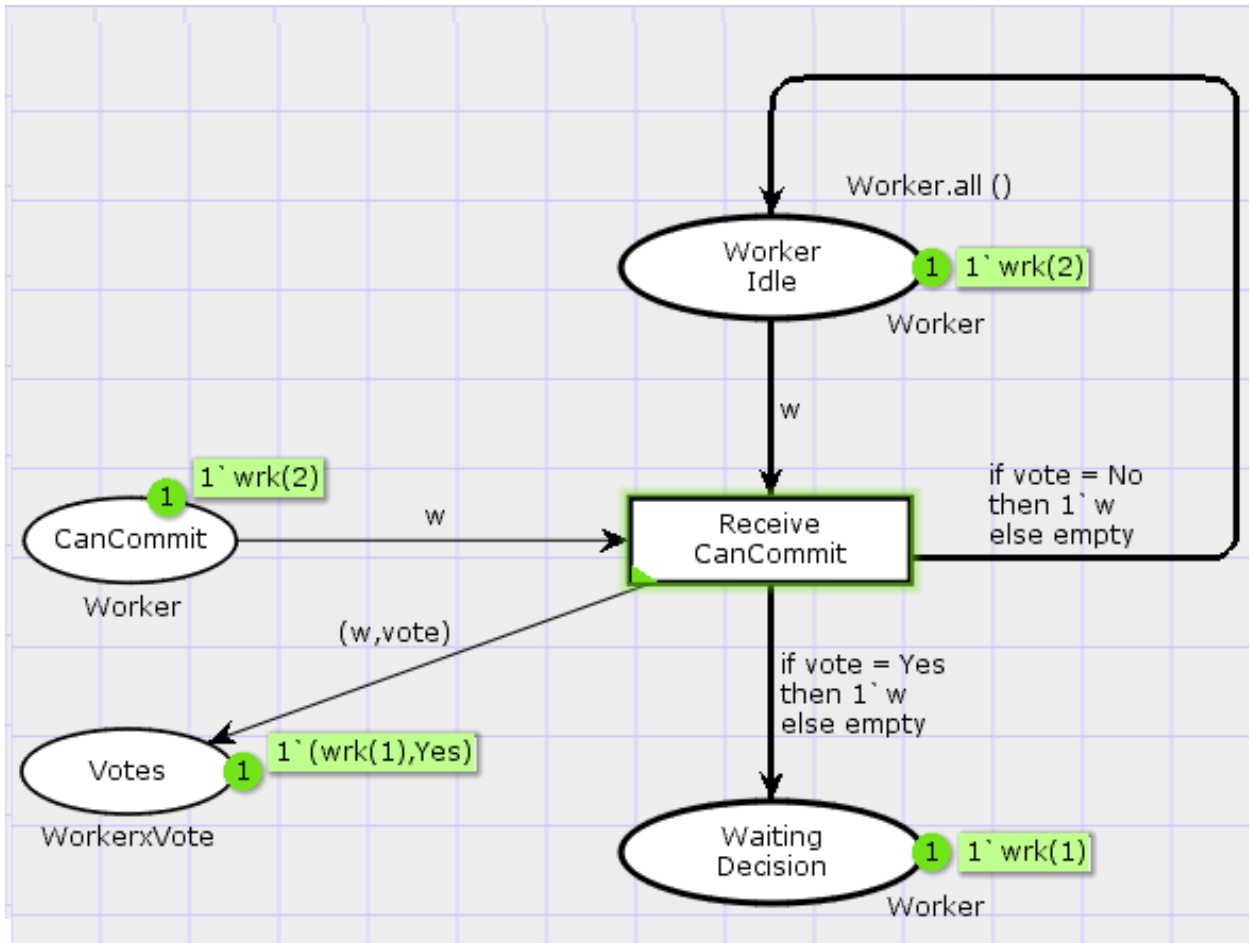 Worker.all ()
Worker
Idle
1
1`wrk(2)
Worker
w
1`wrk(2)
1
CanCommit
Worker
w
Receive
CanCommit
if vote = No
then 1`w
else empty
(w,vote)
if vote = Yes
then 1`w
else empty
Votes
1
1`(wrk(1),Yes)
WorkerxVote
Waiting
Decision
1
1`wrk(1)
Worker